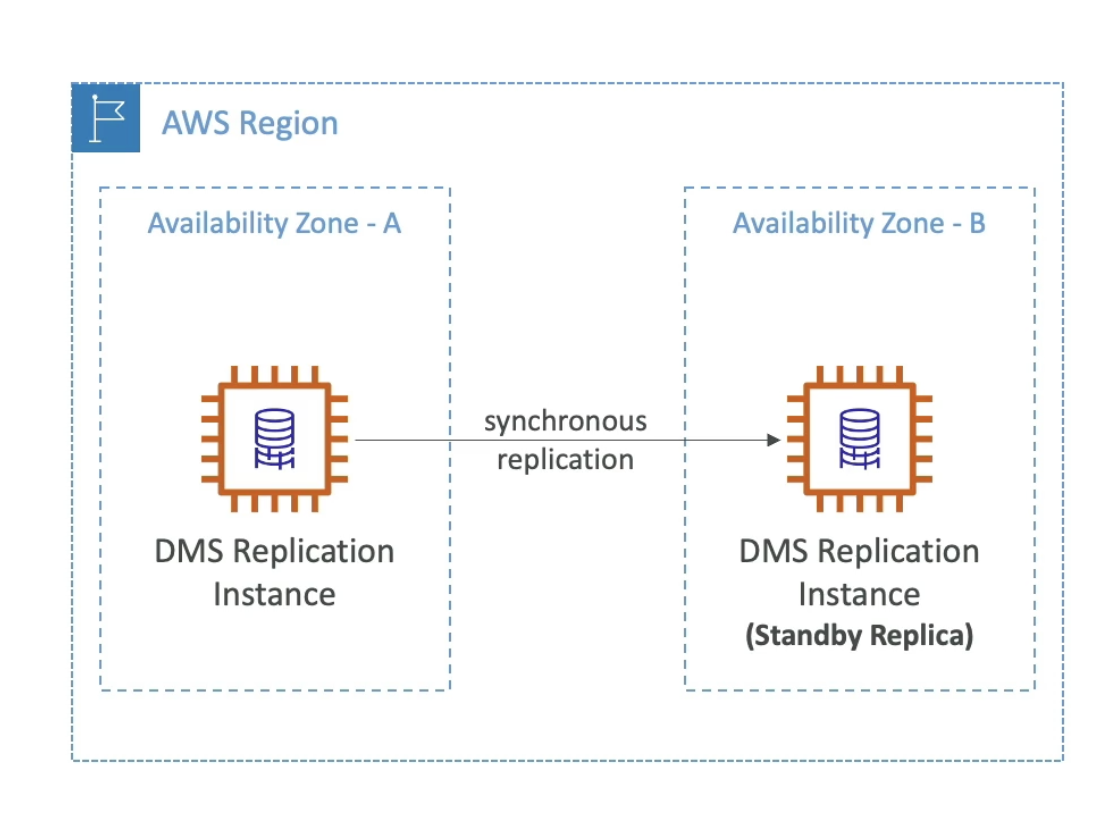 AWS Region
Availability Zone - A
Availability Zone - B
synchronous
replication
DMS Replication
Instance
DMS Replication
Instance
(Standby Replica)